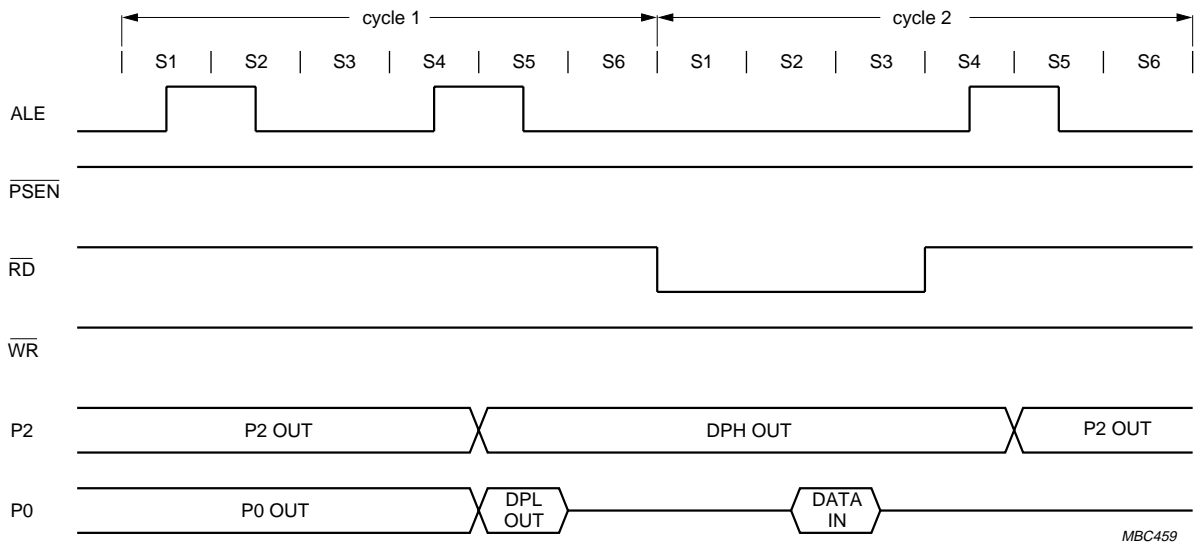 cycle 1 cycle 2
S1 S2 S3 S4 S5 S6 S1 S2 S3 S4 S5 S6
ALE
PSEN
RD
WR
P2 P2 OUT DPH OUT P2 OUT
P0 P0 OUT DPL OUT DATA IN
MBC459